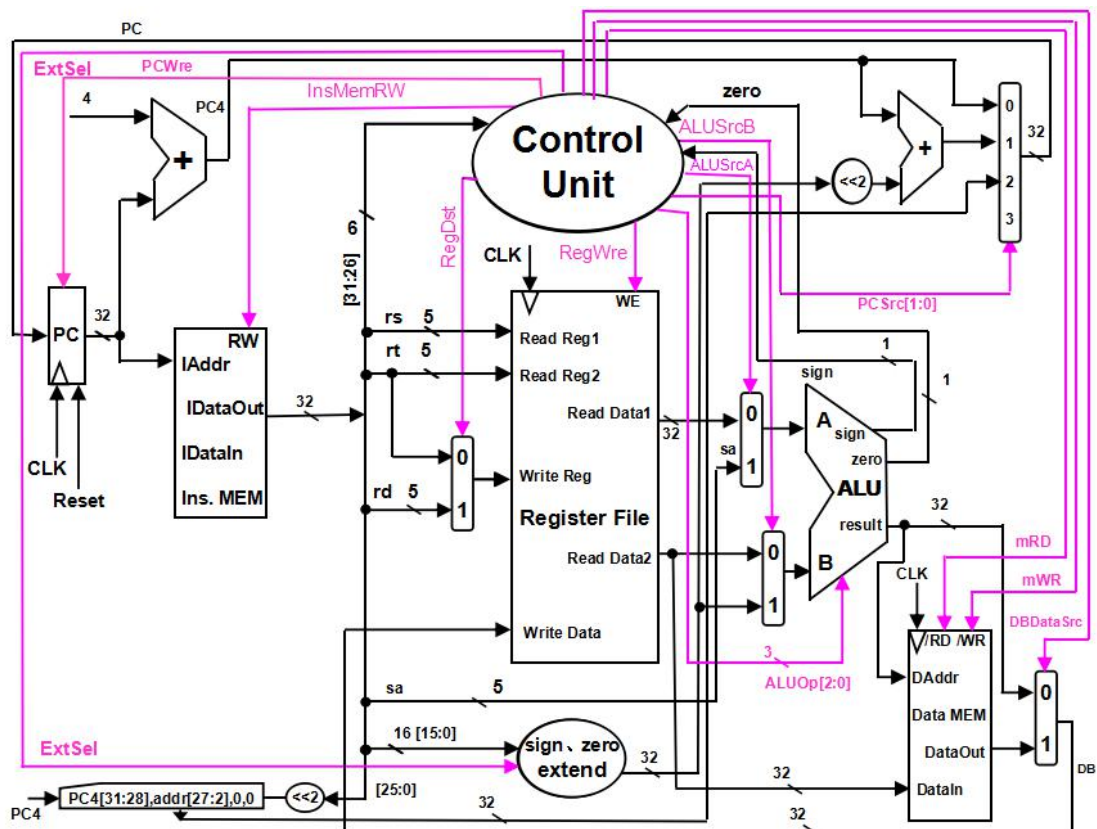 PC
ExtSel
PCWre
InsMemRW
4
PC4
+
6
[31:26]
Control
Unit
zero
ALUSrcB
ALUSrcA
RegDst
CLK
RegWre
<<2
+
0
1
2
3
32
PCSrc[1:0]
PC
32
CLK
Reset
RW
IAddr
IDataOut
IDataIn
Ins. MEM
32
rs 5
rt 5
rd 5
0
1
WE
Read Reg1
Read Reg2
Read Data1
Write Reg
Register File
Read Data2
Write Data
32
sa
0
1
0
1
sign
1
1
A
sign
zero
ALU
result
B
32
3
ALUOp[2:0]
mRD
mWR
DBDataSrc
CLK
/RD /WR
DAddr
Data MEM
DataOut
DataIn
0
1
DB
sa 5
16 [15:0]
sign、zero
extend
32
32
ExtSel
[25:0]
PC4
PC4[31:28],addr[27:2],0,0
<<2
32
32